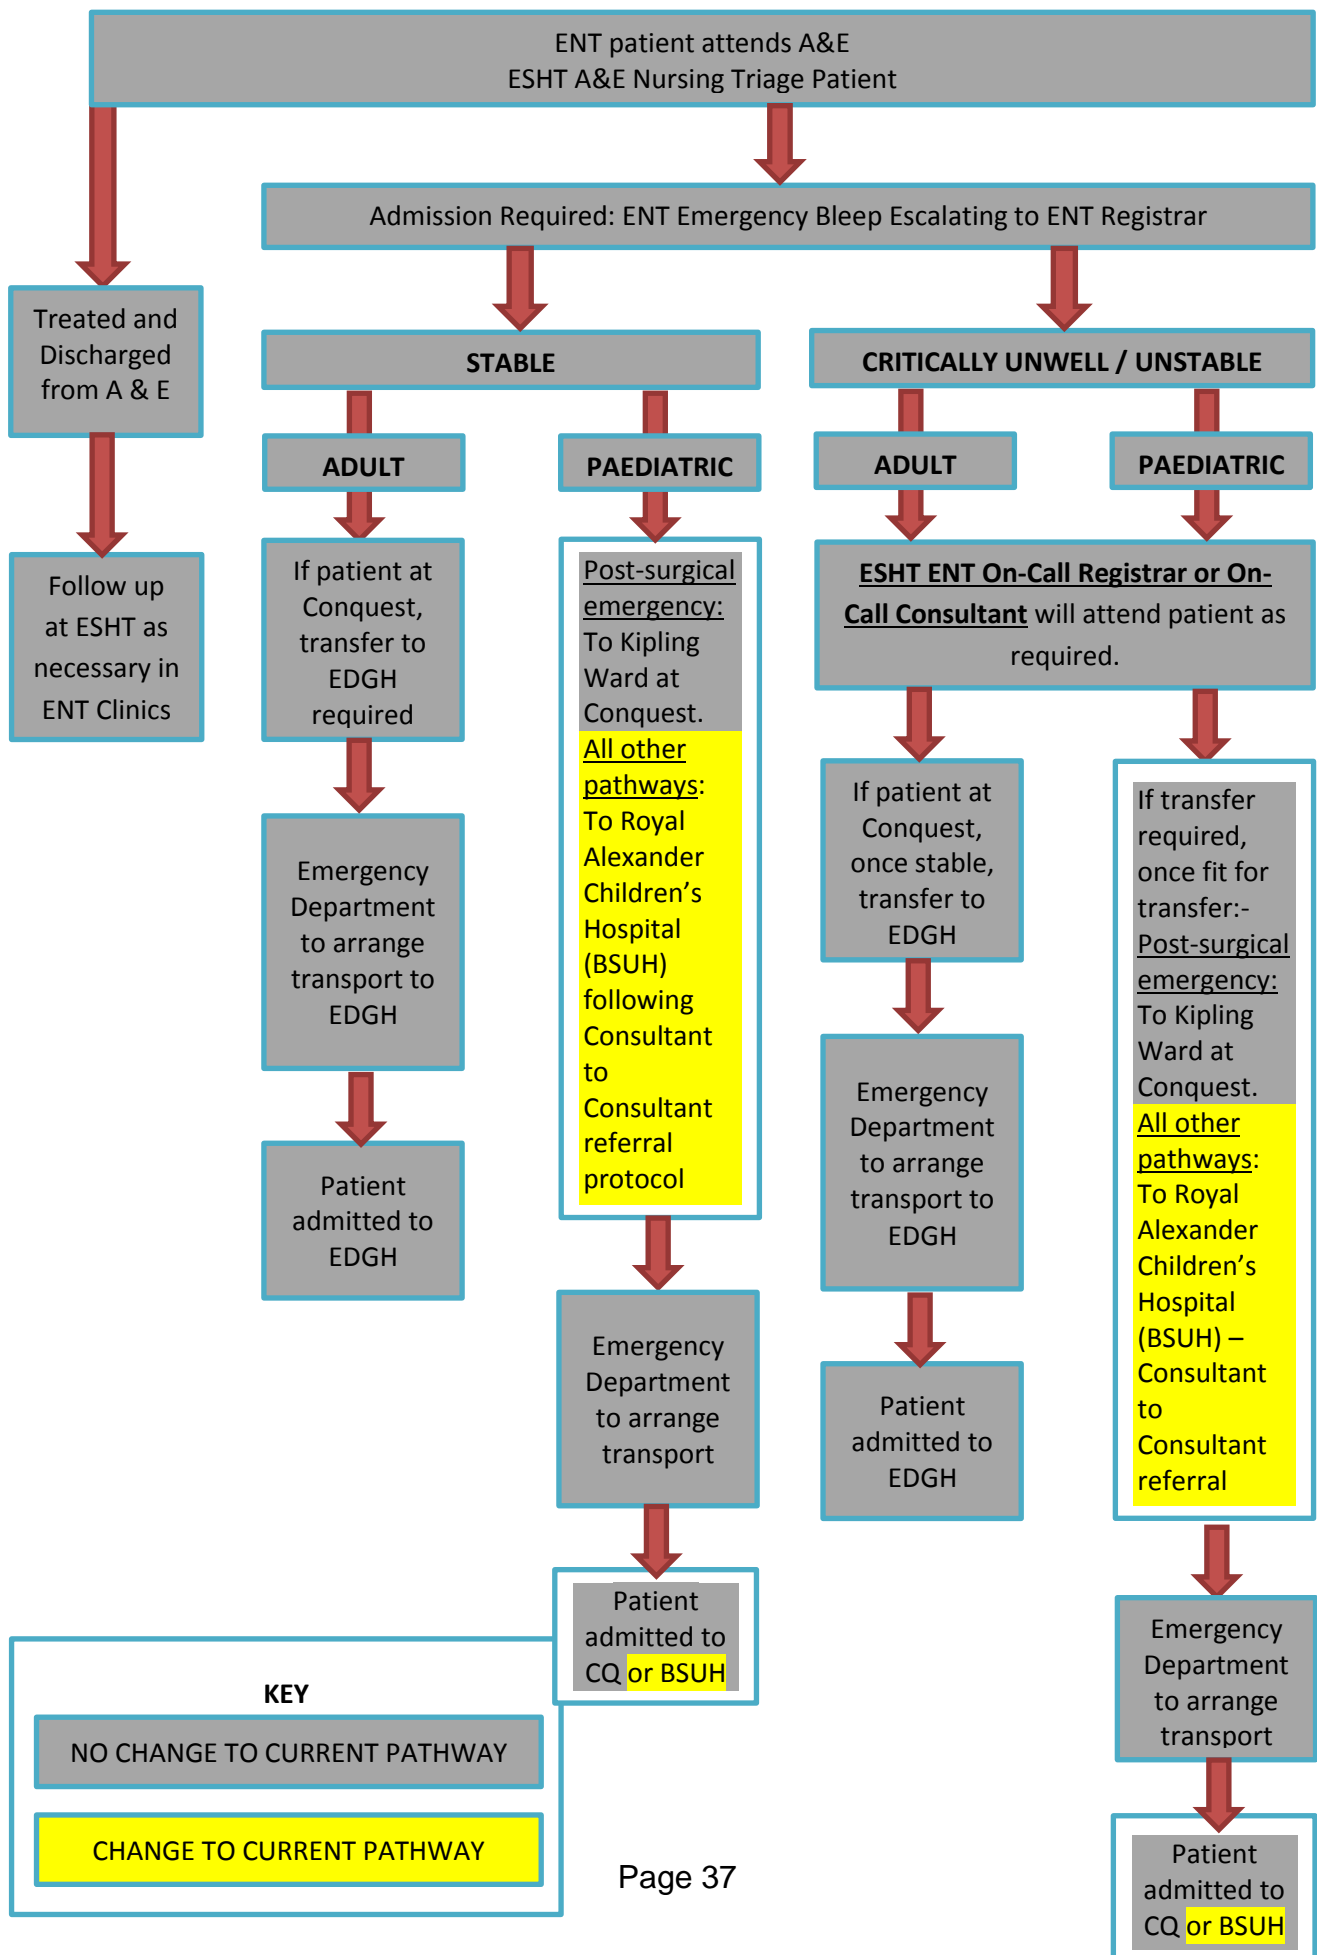 ENT patient attends A&E
ESHT A&E Nursing Triage Patient
Admission Required: ENT Emergency Bleep Escalating to ENT Registrar
Treated and
Discharged
from A & E
Follow up
at ESHT as
necessary in
ENT Clinics
STABLE
ADULT
If patient at
Conquest,
transfer to
EDGH
required
Emergency
Department
to arrange
transport to
EDGH
Patient
admitted to
EDGH
PAEDIATRIC
Post-surgical
emergency:
To Kipling
Ward at
Conquest.
All other
pathways:
To Royal
Alexander
Children's
Hospital
(BSUH)
following
Consultant
to
Consultant
referral
protocol
Emergency
Department
to arrange
transport
Patient
admitted to
CQ or BSUH
CRITICALLY UNWELL / UNSTABLE
ADULT
PAEDIATRIC
ESHT ENT On-Call Registrar or On-
Call Consultant will attend patient as
required.
If patient at
Conquest,
once stable,
transfer to
EDGH
Emergency
Department
to arrange
transport to
EDGH
Patient
admitted to
EDGH
If transfer
required,
once fit for
transfer:-
Post-surgical
emergency:
To Kipling
Ward at
Conquest.
All other
pathways:
To Royal
Alexander
Children's
Hospital
(BSUH) –
Consultant
to
Consultant
referral
Emergency
Department
to arrange
transport
Patient
admitted to
CQ or BSUH
KEY
NO CHANGE TO CURRENT PATHWAY
CHANGE TO CURRENT PATHWAY
Page 37